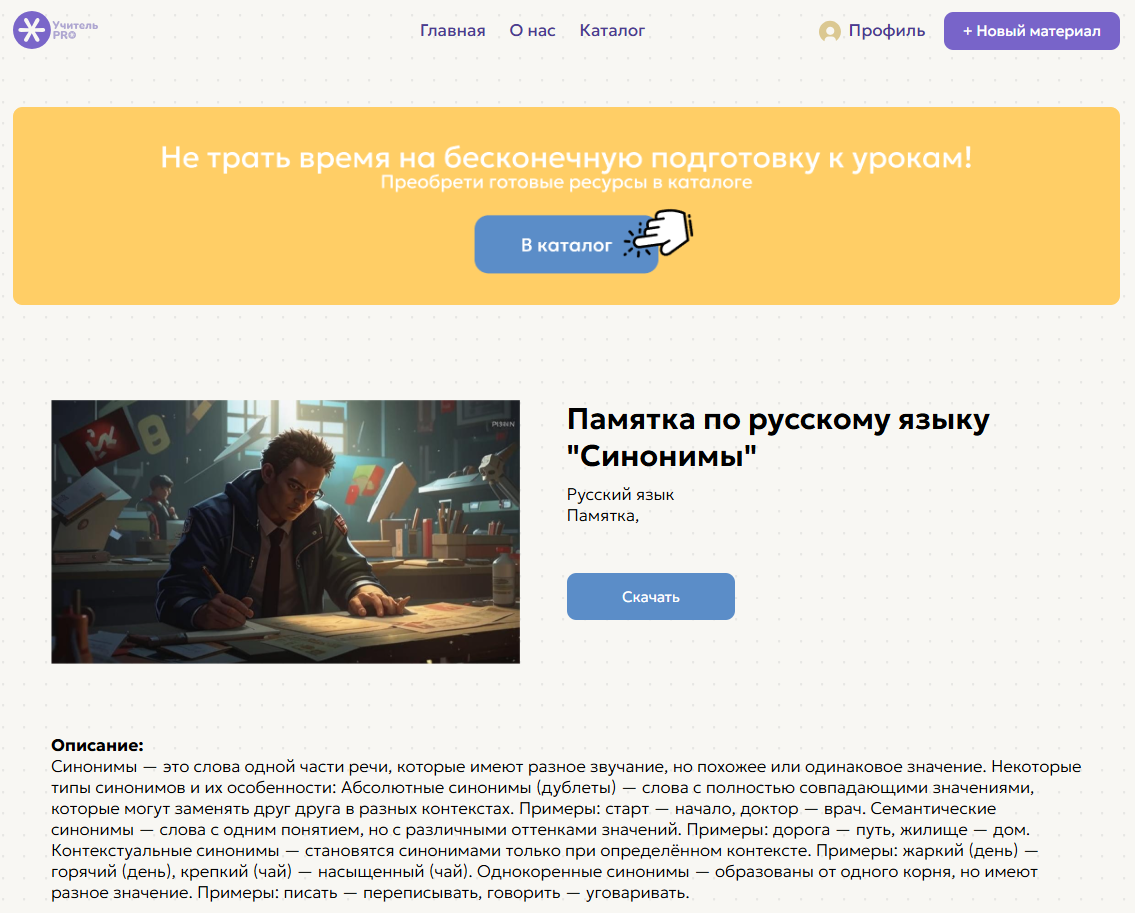 Учитель
PRO
Главная О нас Каталог
Профиль
+ Новый материал
Не трать время на бесконечную подготовку к урокам!
Преобрети готовые ресурсы в каталоге
В каталог
Памятка по русскому языку
"Синонимы"
Русский язык
Памятка,
Скачать
Описание:
Синонимы — это слова одной части речи, которые имеют разное звучание, но похожее или одинаковое значение. Некоторые
типы синонимов и их особенности: Абсолютные синонимы (дублеты) — слова с полностью совпадающими значениями,
которые могут заменять друг друга в разных контекстах. Примеры: старт — начало, доктор — врач. Семантические
синонимы — слова с одним понятием, но с различными оттенками значений. Примеры: дорога — путь, жилище — дом.
Контекстуальные синонимы — становятся синонимами только при определённом контексте. Примеры: жаркий (день) —
горячий (день), крепкий (чай) — насыщенный (чай). Однокоренные синонимы — образованы от одного корня, но имеют
разное значение. Примеры: писать — переписывать, говорить — уговаривать.